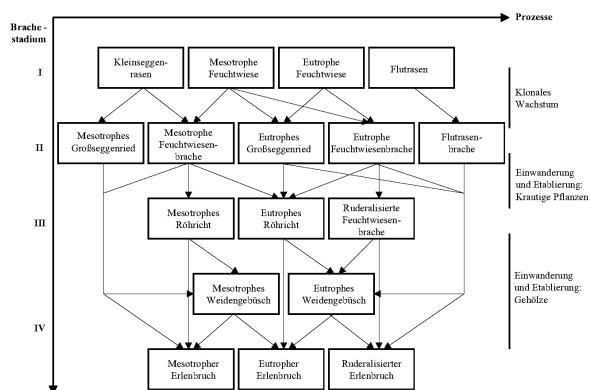 Brache -
stadium
Prozesse
I
Kleinseggen-
rasen
Mesotrophe
Feuchtwiese
Eutrophe
Feuchtwiese
Flutrasen
Klonales
Wachstum
II
Mesotrophes
Großseggenried
Mesotrophe
Feuchtwiesen-
brache
Eutrophes
Großseggenried
Eutrophe
Feuchtwiesenbrache
Flutrasen-
brache
Einwanderung
und Etablierung:
Krautige Pflanzen
III
Mesotrophes
Röhricht
Eutrophes
Röhricht
Ruderalisierte
Feuchtwiesen-
brache
Mesotrophes
Weidengebüsch
Eutrophes
Weidengebüsch
Einwanderung
und Etablierung:
Gehölze
IV
Mesotropher
Erlenbruch
Eutropher
Erlenbruch
Ruderalisierter
Erlenbruch